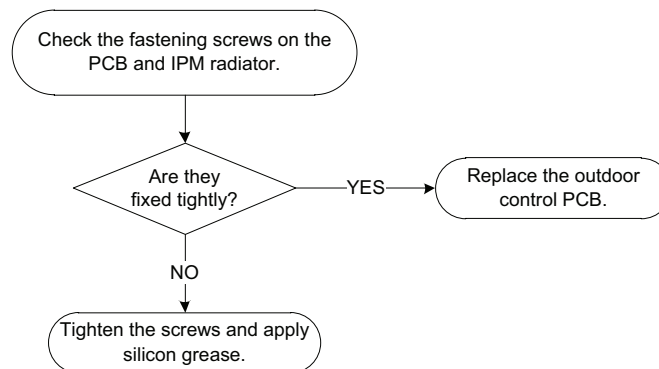 Check the fastening screws on the
PCB and IPM radiator.
Are they
fixed tightly?
YES
Replace the outdoor
control PCB.
NO
Tighten the screws and apply
silicon grease.